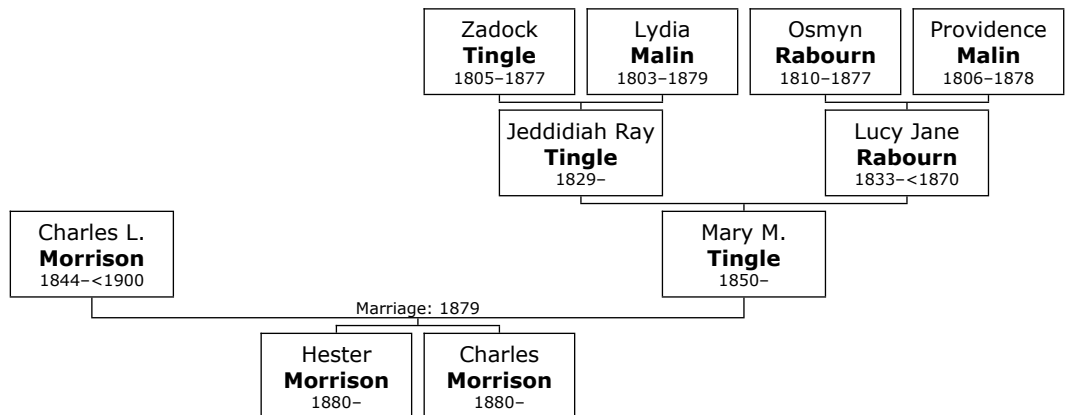 Zadock
Tingle
1805–1877
Lydia
Malin
1803–1879
Osmyn
Rabourn
1810–1877
Providence
Malin
1806–1878
Jeddidiah Ray
Tingle
1829–
Lucy Jane
Rabourn
1833–<1870
Charles L.
Morrison
1844–<1900
Mary M.
Tingle
1850–
Marriage: 1879
Hester
Morrison
1880–
Charles
Morrison
1880–